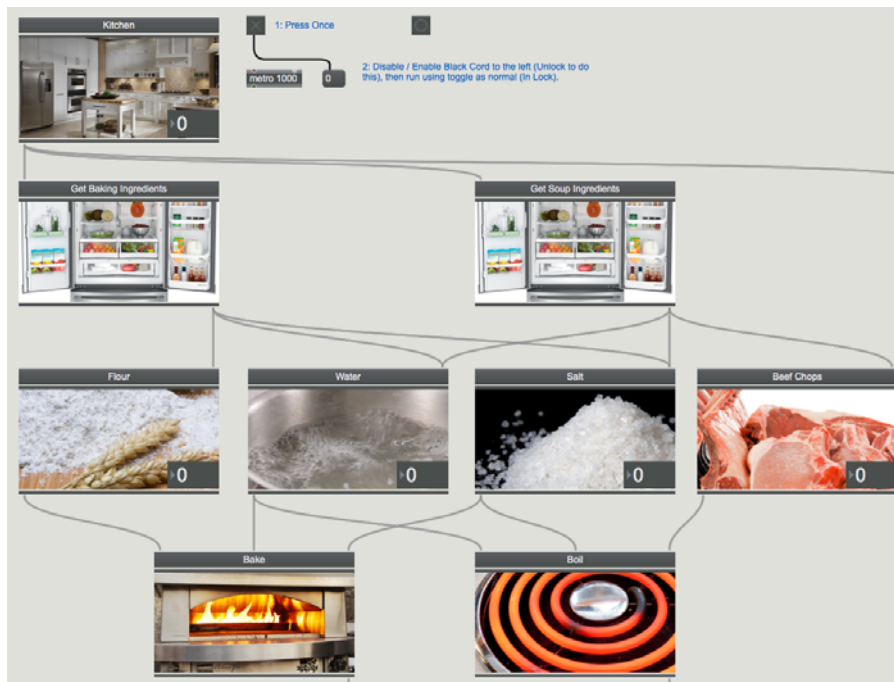 Kitchen
1: Press Once
metro 1000
0
2: Disable / Enable Black Cord to the left (Unlock to do
this), then run using toggle as normal (In Lock).
0
Get Baking Ingredients
Get Soup Ingredients
Flour
Water
Salt
Beef Chops
0
0
0
0
Bake
Boil